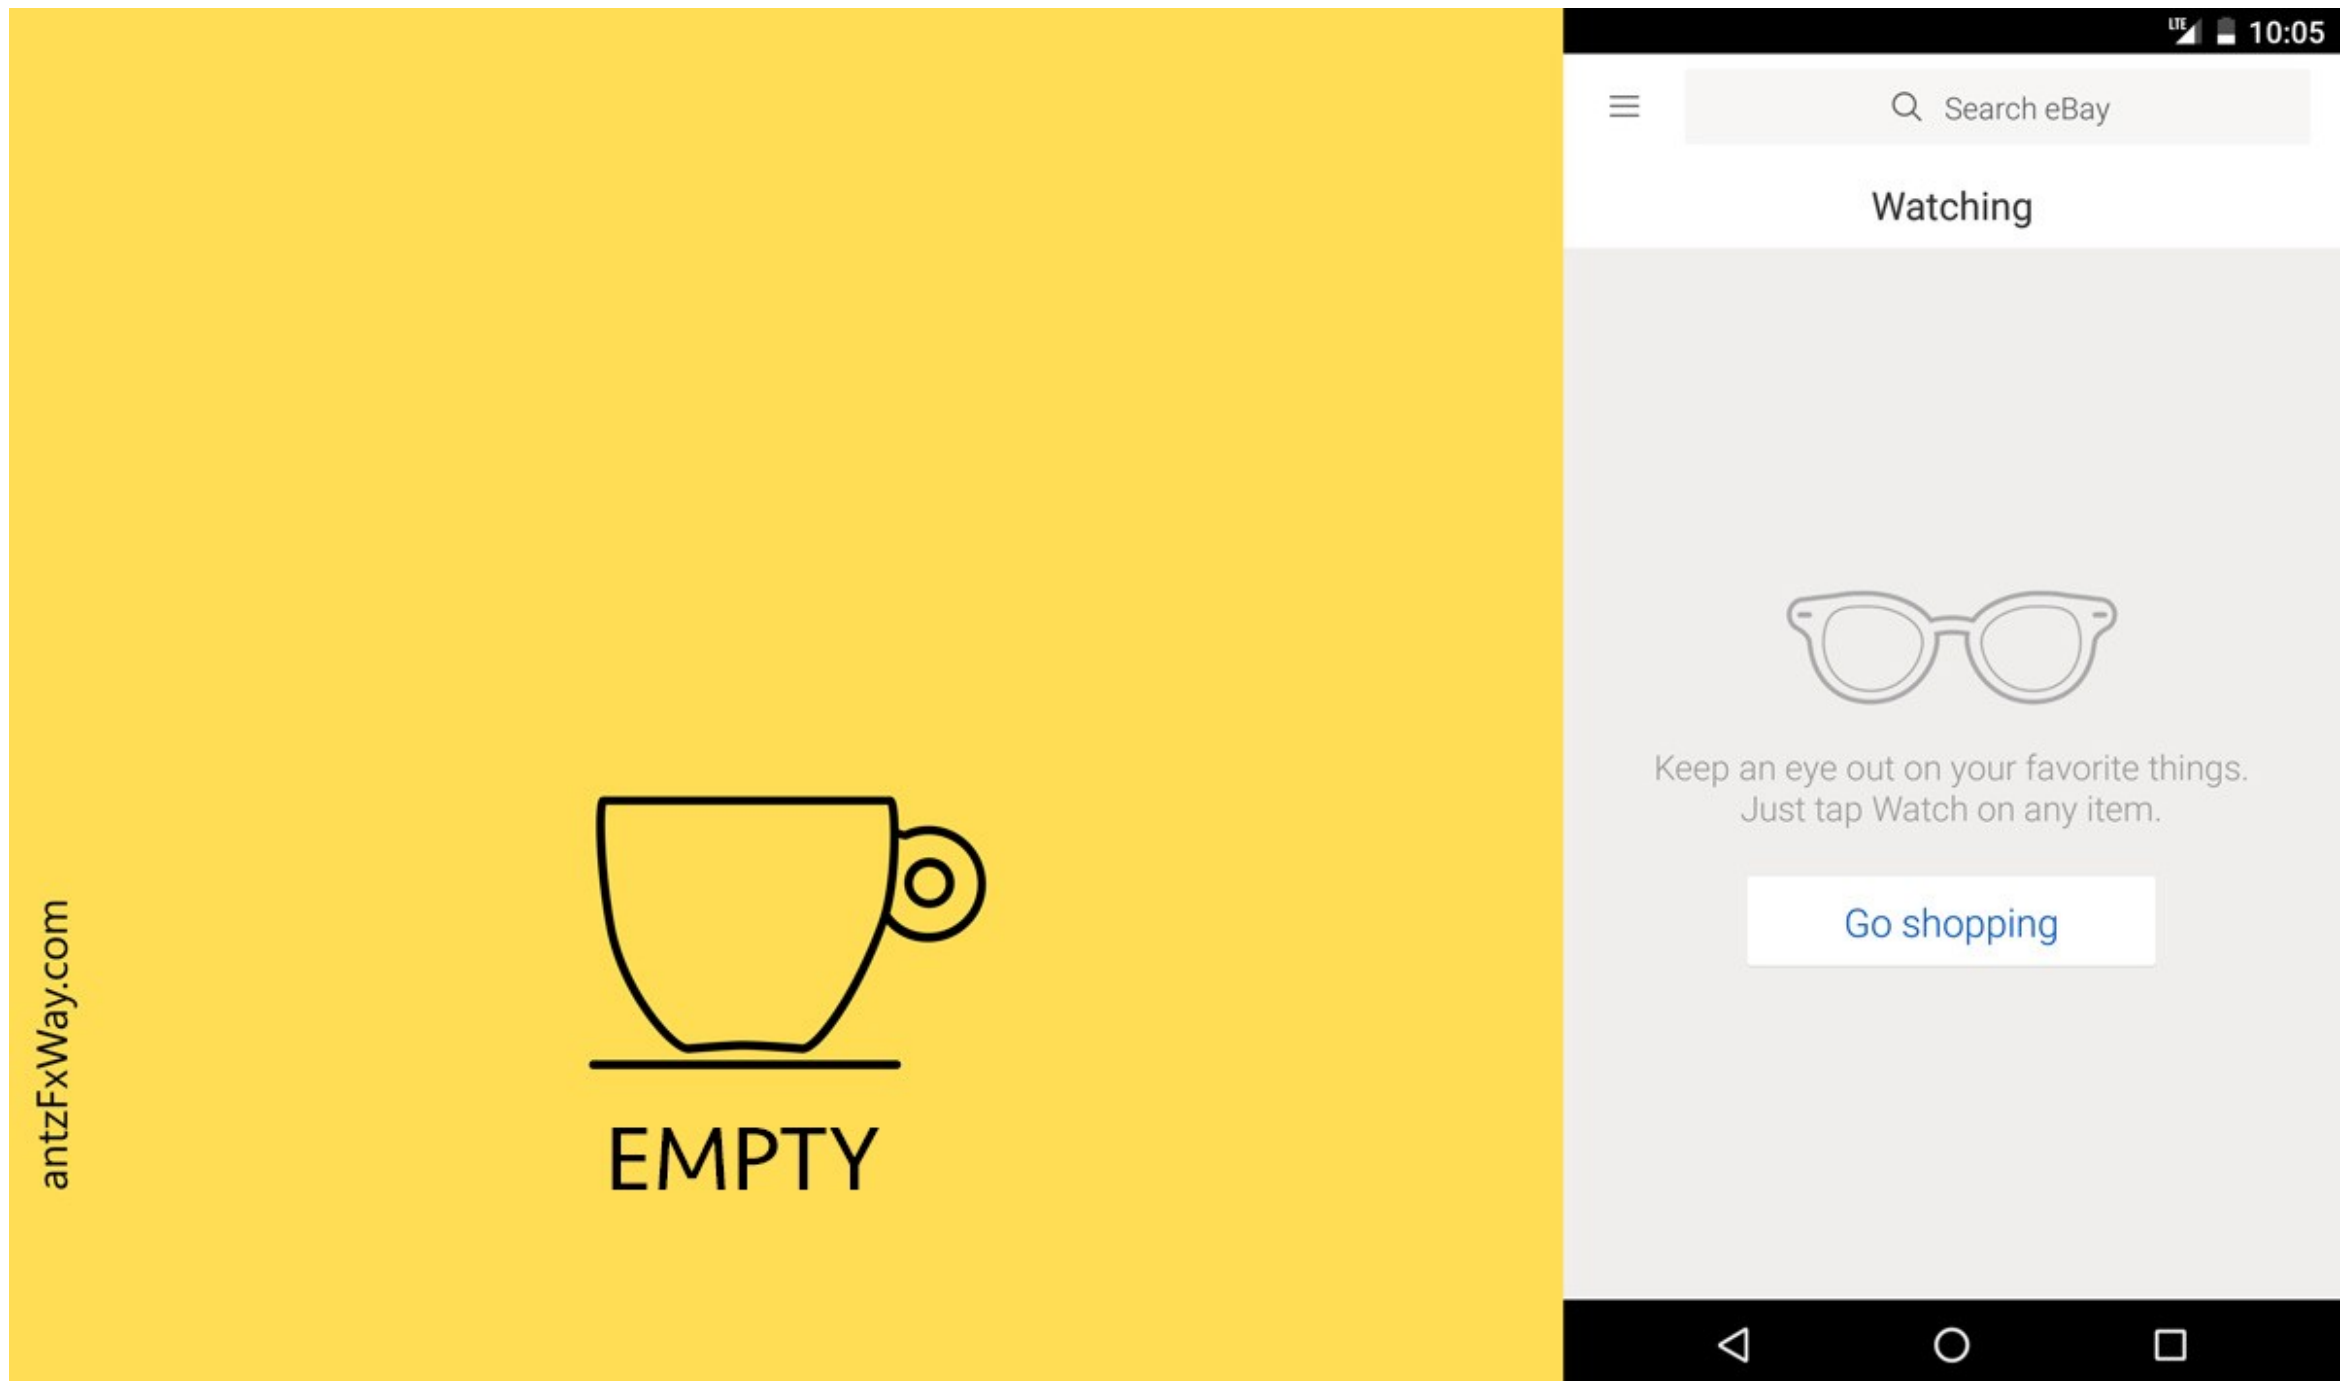 antzFxWay.com
EMPTY
LTE 10:05
Search eBay
Watching
Keep an eye out on your favorite things.
Just tap Watch on any item.
Go shopping